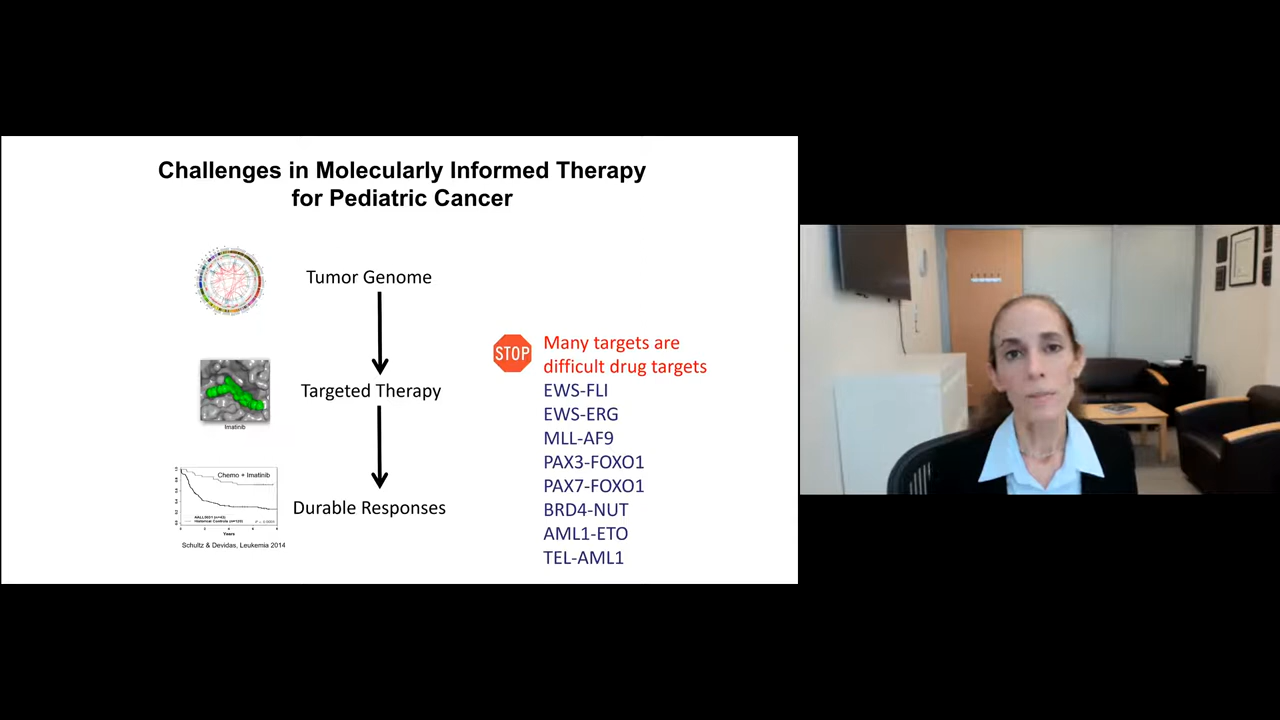 Challenges in Molecularly Informed Therapy
for Pediatric Cancer
Tumor Genome
Targeted Therapy
Imatinib
Durable Responses
Chemo + Imatinib
Years
Schultz & Devidas, Leukemia 2014
STOP
Many targets are
difficult drug targets
EWS-FLI
EWS-ERG
MLL-AF9
PAX3-FOXO1
PAX7-FOXO1
BRD4-NUT
AML1-ETO
TEL-AML1